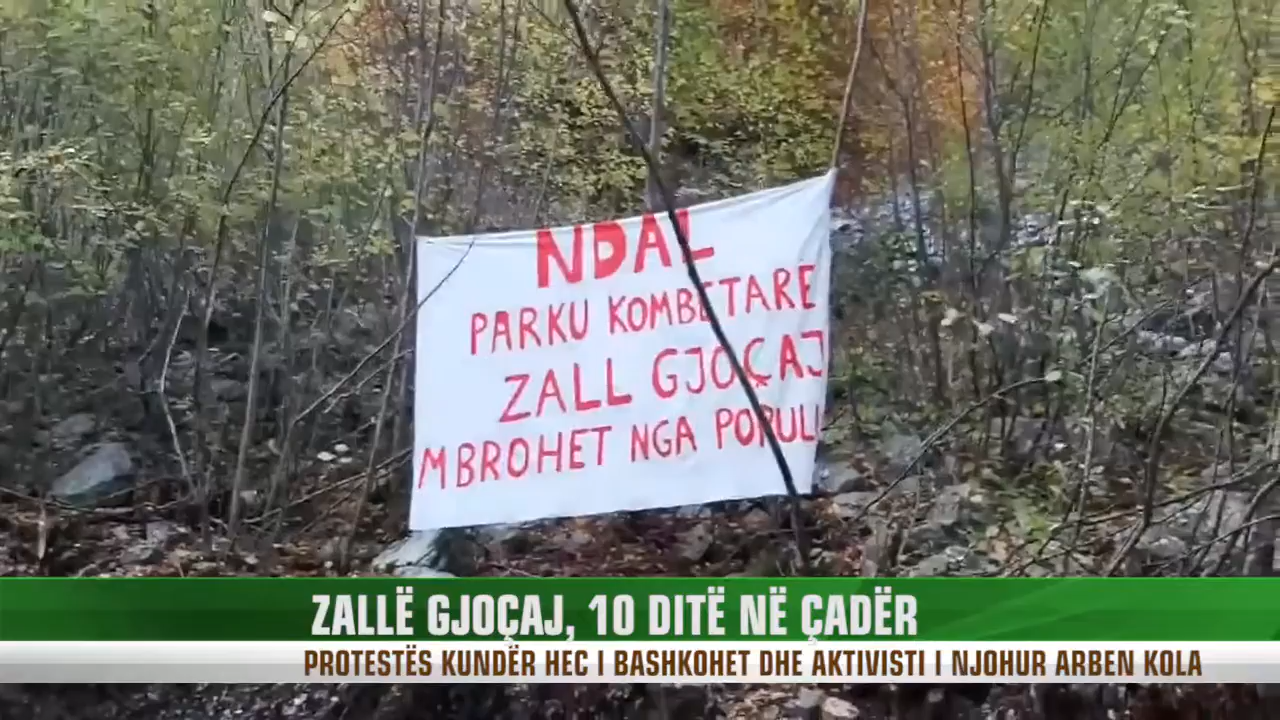 NDAL
PARKU KOMBETARE
ZALL GJOÇAJ
MBROHET NGA POPULI
ZALLË GJOÇAJ, 10 DITË NË ÇADËR
PROTESTËS KUNDËR HEC I BASHKOHET DHE AKTIVISTI I NJOHUR ARBEN KOLA